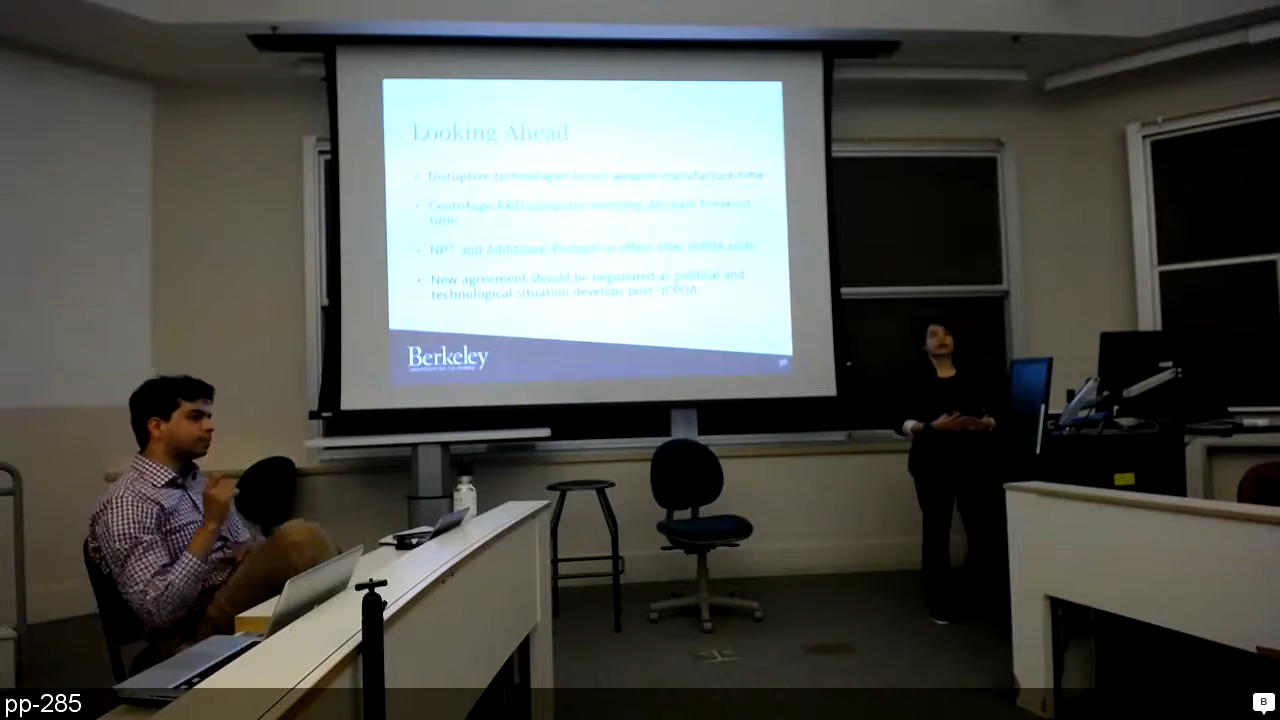 Looking Ahead
• Disruptive technologies lessen weapon manufacture time
• Centrifuge R&D/computer modeling decrease breakout
time
• NPT and Additional Protocol in effect after JCPOA ends
• New agreement should be negotiated as political and
technological situation develops post-JCPOA
Berkeley
pp-285
B